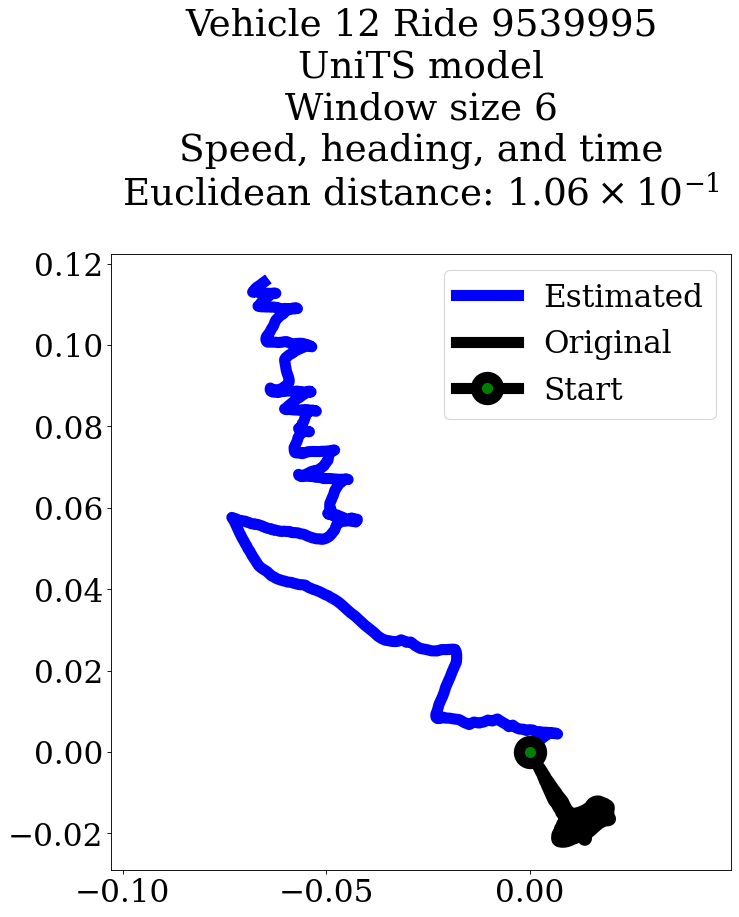 Vehicle 12 Ride 9539995
UniTS model
Window size 6
Speed, heading, and time
Euclidean distance: 1.06 × 10⁻¹
0.12
0.10
0.08
0.06
0.04
0.02
0.00
−0.02
Estimated
Original
Start
−0.10
−0.05
0.00